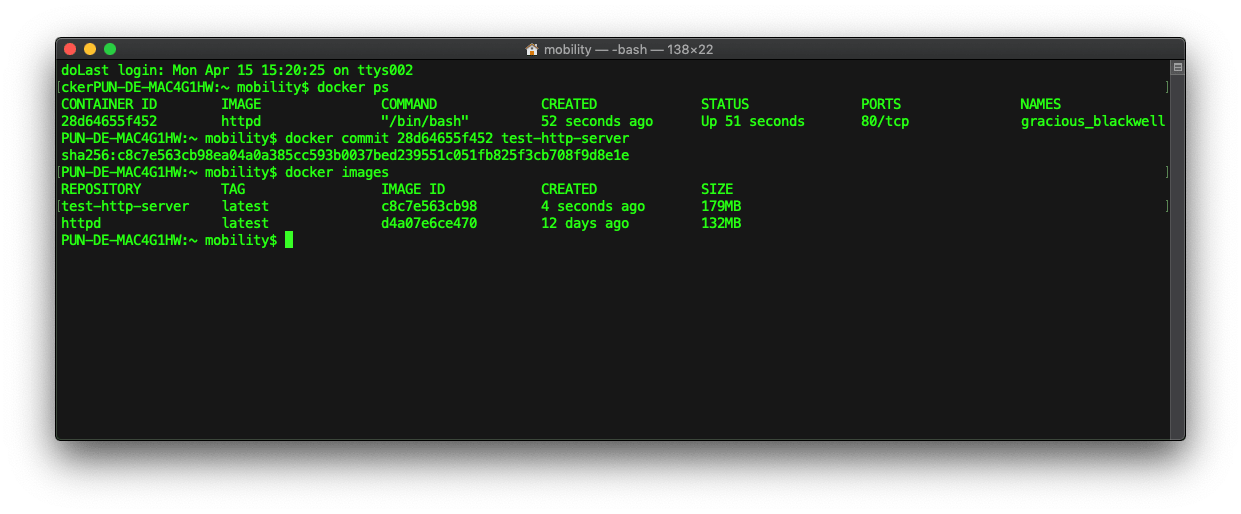 mobility — -bash — 138×22
doLast login: Mon Apr 15 15:20:25 on ttys002
[ckerPUN-DE-MAC4G1HW:~ mobility$ docker ps ]
CONTAINER ID IMAGE COMMAND CREATED STATUS PORTS NAMES
28d64655f452 httpd "/bin/bash" 52 seconds ago Up 51 seconds 80/tcp gracious_blackwell
PUN-DE-MAC4G1HW:~ mobility$ docker commit 28d64655f452 test-http-server
sha256:c8c7e563cb98ea04a0a385cc593b0037bed239551c051fb825f3cb708f9d8e1e
[PUN-DE-MAC4G1HW:~ mobility$ docker images ]
REPOSITORY TAG IMAGE ID CREATED SIZE
[test-http-server latest c8c7e563cb98 4 seconds ago 179MB ]
httpd latest d4a07e6ce470 12 days ago 132MB
PUN-DE-MAC4G1HW:~ mobility$